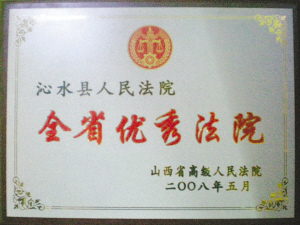 沁水县人民法院
全省优秀法院
山西省高级人民法院
二〇〇八年五月